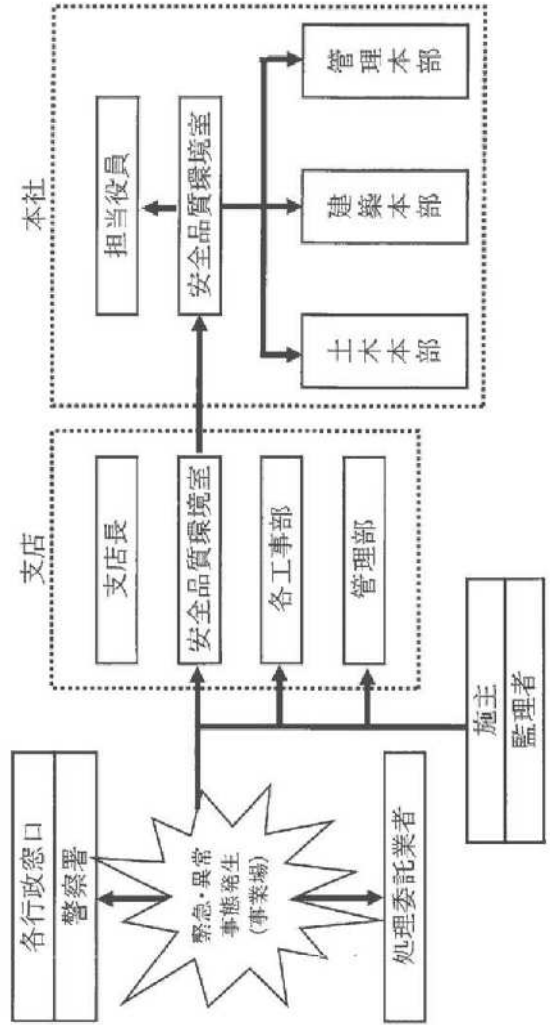 各行政窓口
警察署
緊急・異常
事態発生
(事業場)
処理委託業者
施主
監理者
支店
支店長
安全品質環境室
各工事部
管理部
本社
担当役員
安全品質環境室
土木本部
建築本部
管理本部